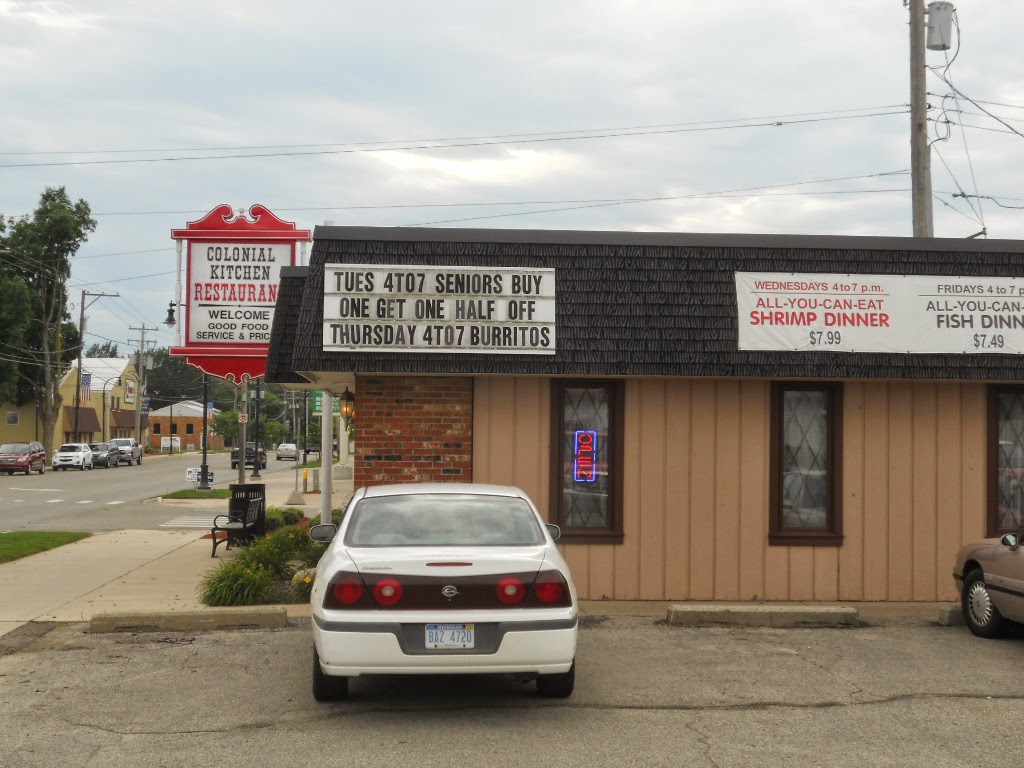 COLONIAL
KITCHEN
RESTAURAN
WELCOME
GOOD FOOD
SERVICE & PRIC
TUES 4TO7 SENIORS BUY
ONE GET ONE HALF OFF
THURSDAY 4TO7 BURRITOS
WEDNESDAYS 4 to 7 p.m.
ALL-YOU-CAN-EAT
SHRIMP DINNER
$7.99
FRIDAYS 4 to 7 p
ALL-YOU-CAN-
FISH DINN
$7.49
OPEN
MICHIGAN
BAZ 4720